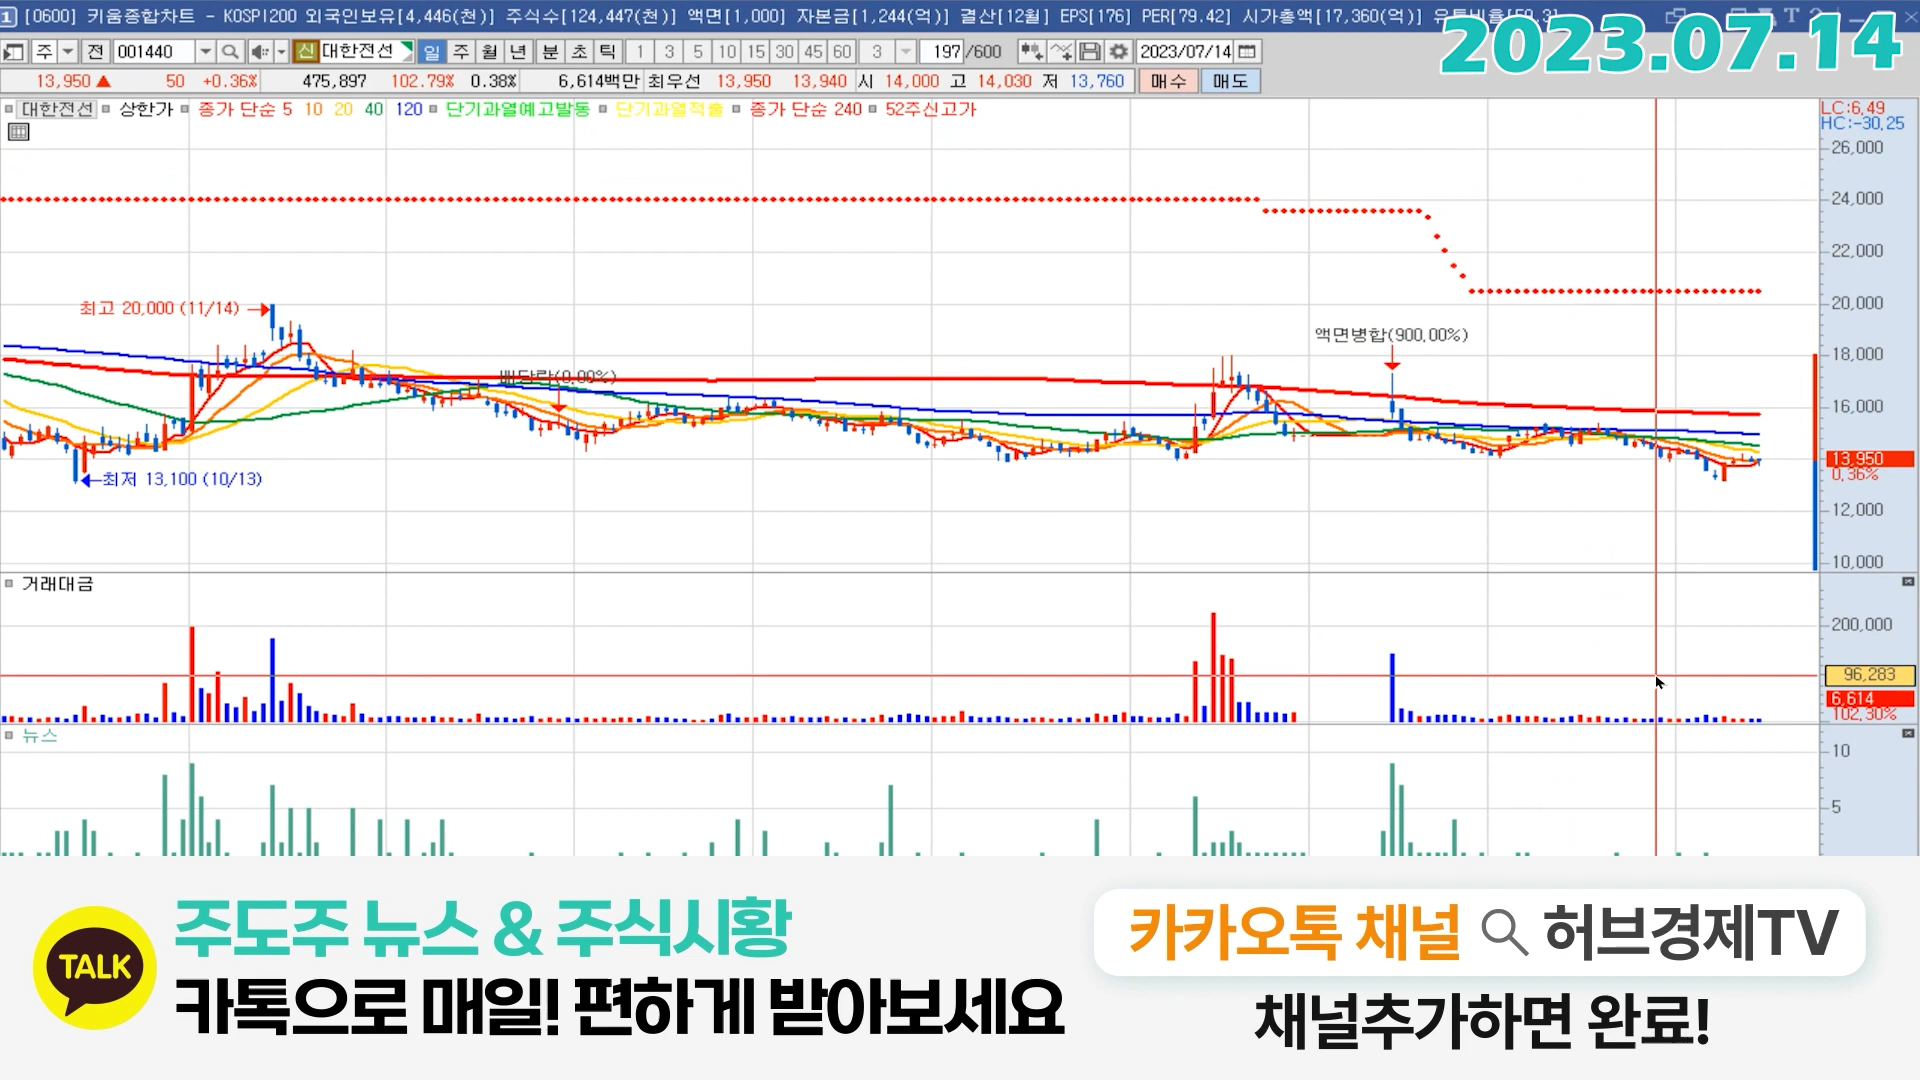 [0600] 키움종합차트 - KOSPI200 외국인보유[4,446(천)] 주식수[124,447(천)] 액면[1,000] 자본금[1,244(억)] 결산[12월] EPS[176] PER[79.42] 시가총액[17,360(억)]
2023.07.14
주 전 001440 신 대한전선 일 주 월 년 분 초 틱 1 3 5 10 15 30 45 60 3 197 /600 2023/07/14
13,950 ▲ 50 +0.36% 475,897 102.79% 0.38% 6,614백만 최우선 13,950 13,940 시 14,000 고 14,030 저 13,760 매수 매도
대한전선 상한가 종가 단순 5 10 20 40 120 단기과열예고발동 단기과열적출 종가 단순 240 52주신고가
LC:6.49
HC:-30.25
26,000
24,000
22,000
최고 20,000 (11/14)
20,000
액면병합(900.00%)
18,000
배당락(0.00%)
16,000
13,950
0.36%
최저 13,100 (10/13)
12,000
10,000
거래대금
200,000
96,283
6,614
102.30%
뉴스
10
5
TALK
주도주 뉴스 & 주식시황
카톡으로 매일! 편하게 받아보세요
카카오톡 채널 허브경제TV
채널추가하면 완료!